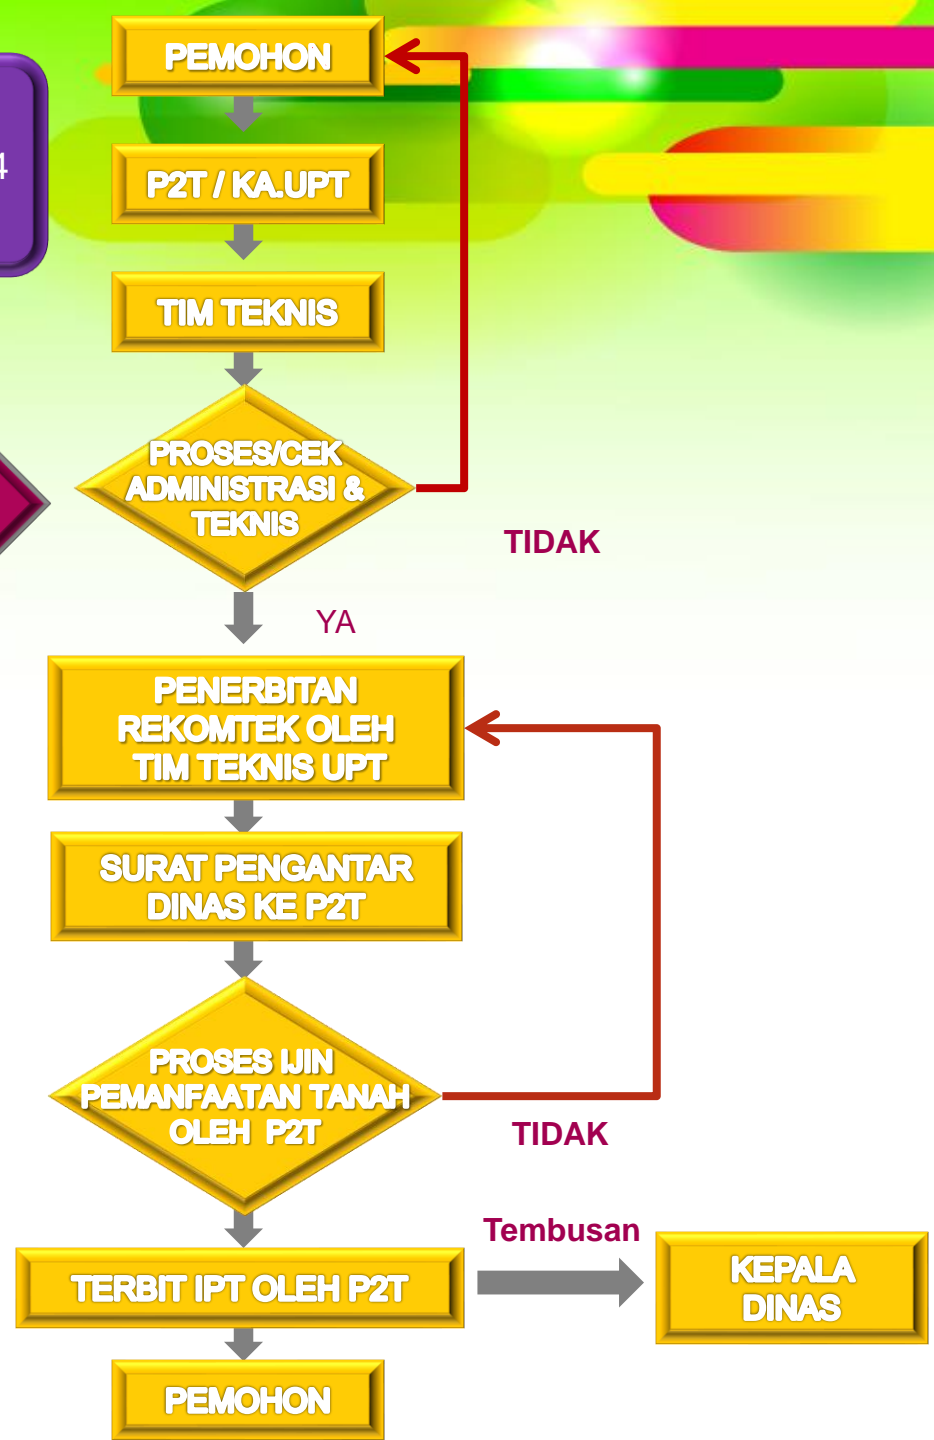 PEMOHON
4
P2T / KA.UPT
TIM TEKNIS
PROSES/CEK
ADMINISTRASI &
TEKNIS
TIDAK
YA
PENERBITAN
REKOMTEK OLEH
TIM TEKNIS UPT
SURAT PENGANTAR
DINAS KE P2T
PROSES IJIN
PEMANFAATAN TANAH
OLEH P2T
TIDAK
Tembusan
TERBIT IPT OLEH P2T
KEPALA
DINAS
PEMOHON